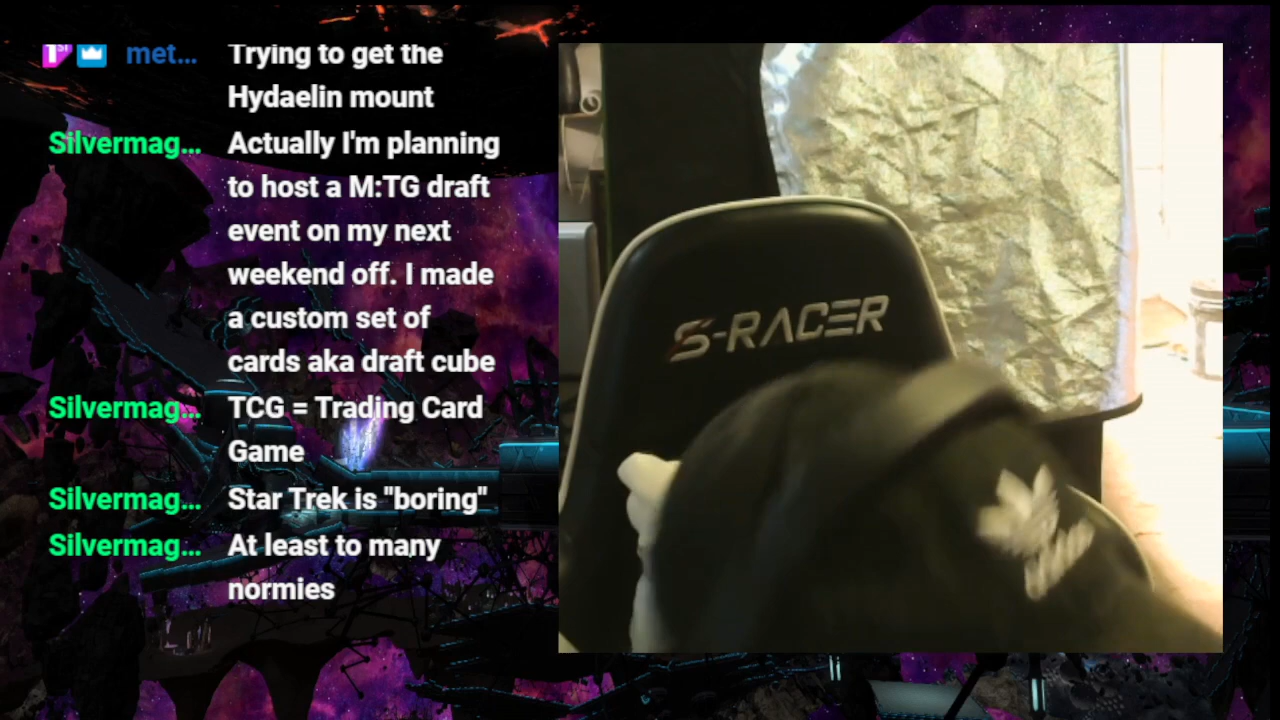 met... Trying to get the
Hydaelin mount
Silvermag... Actually I'm planning
to host a M:TG draft
event on my next
weekend off. I made
a custom set of
cards aka draft cube
Silvermag... TCG = Trading Card
Game
Silvermag... Star Trek is "boring"
Silvermag... At least to many
normies
S-RACER